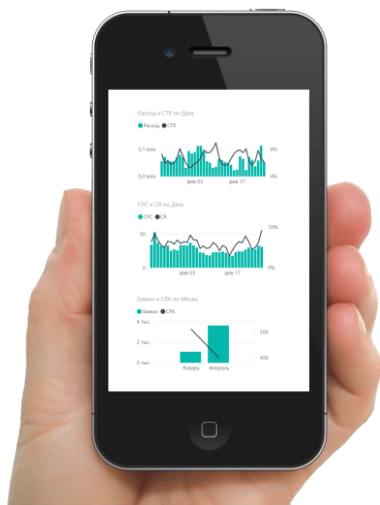 Расход и CTR по Дата
Расход CTR
0,1 млн
6%
0,0 млн
4%
фев 03 фев 17
CPC и CR по Дата
CPC CR
50
10%
0
0%
фев 03 фев 17
Заявки и CPA по Месяц
Заявки CPA
4 тыс.
500
2 тыс.
450
0 тыс.
Январь Февраль